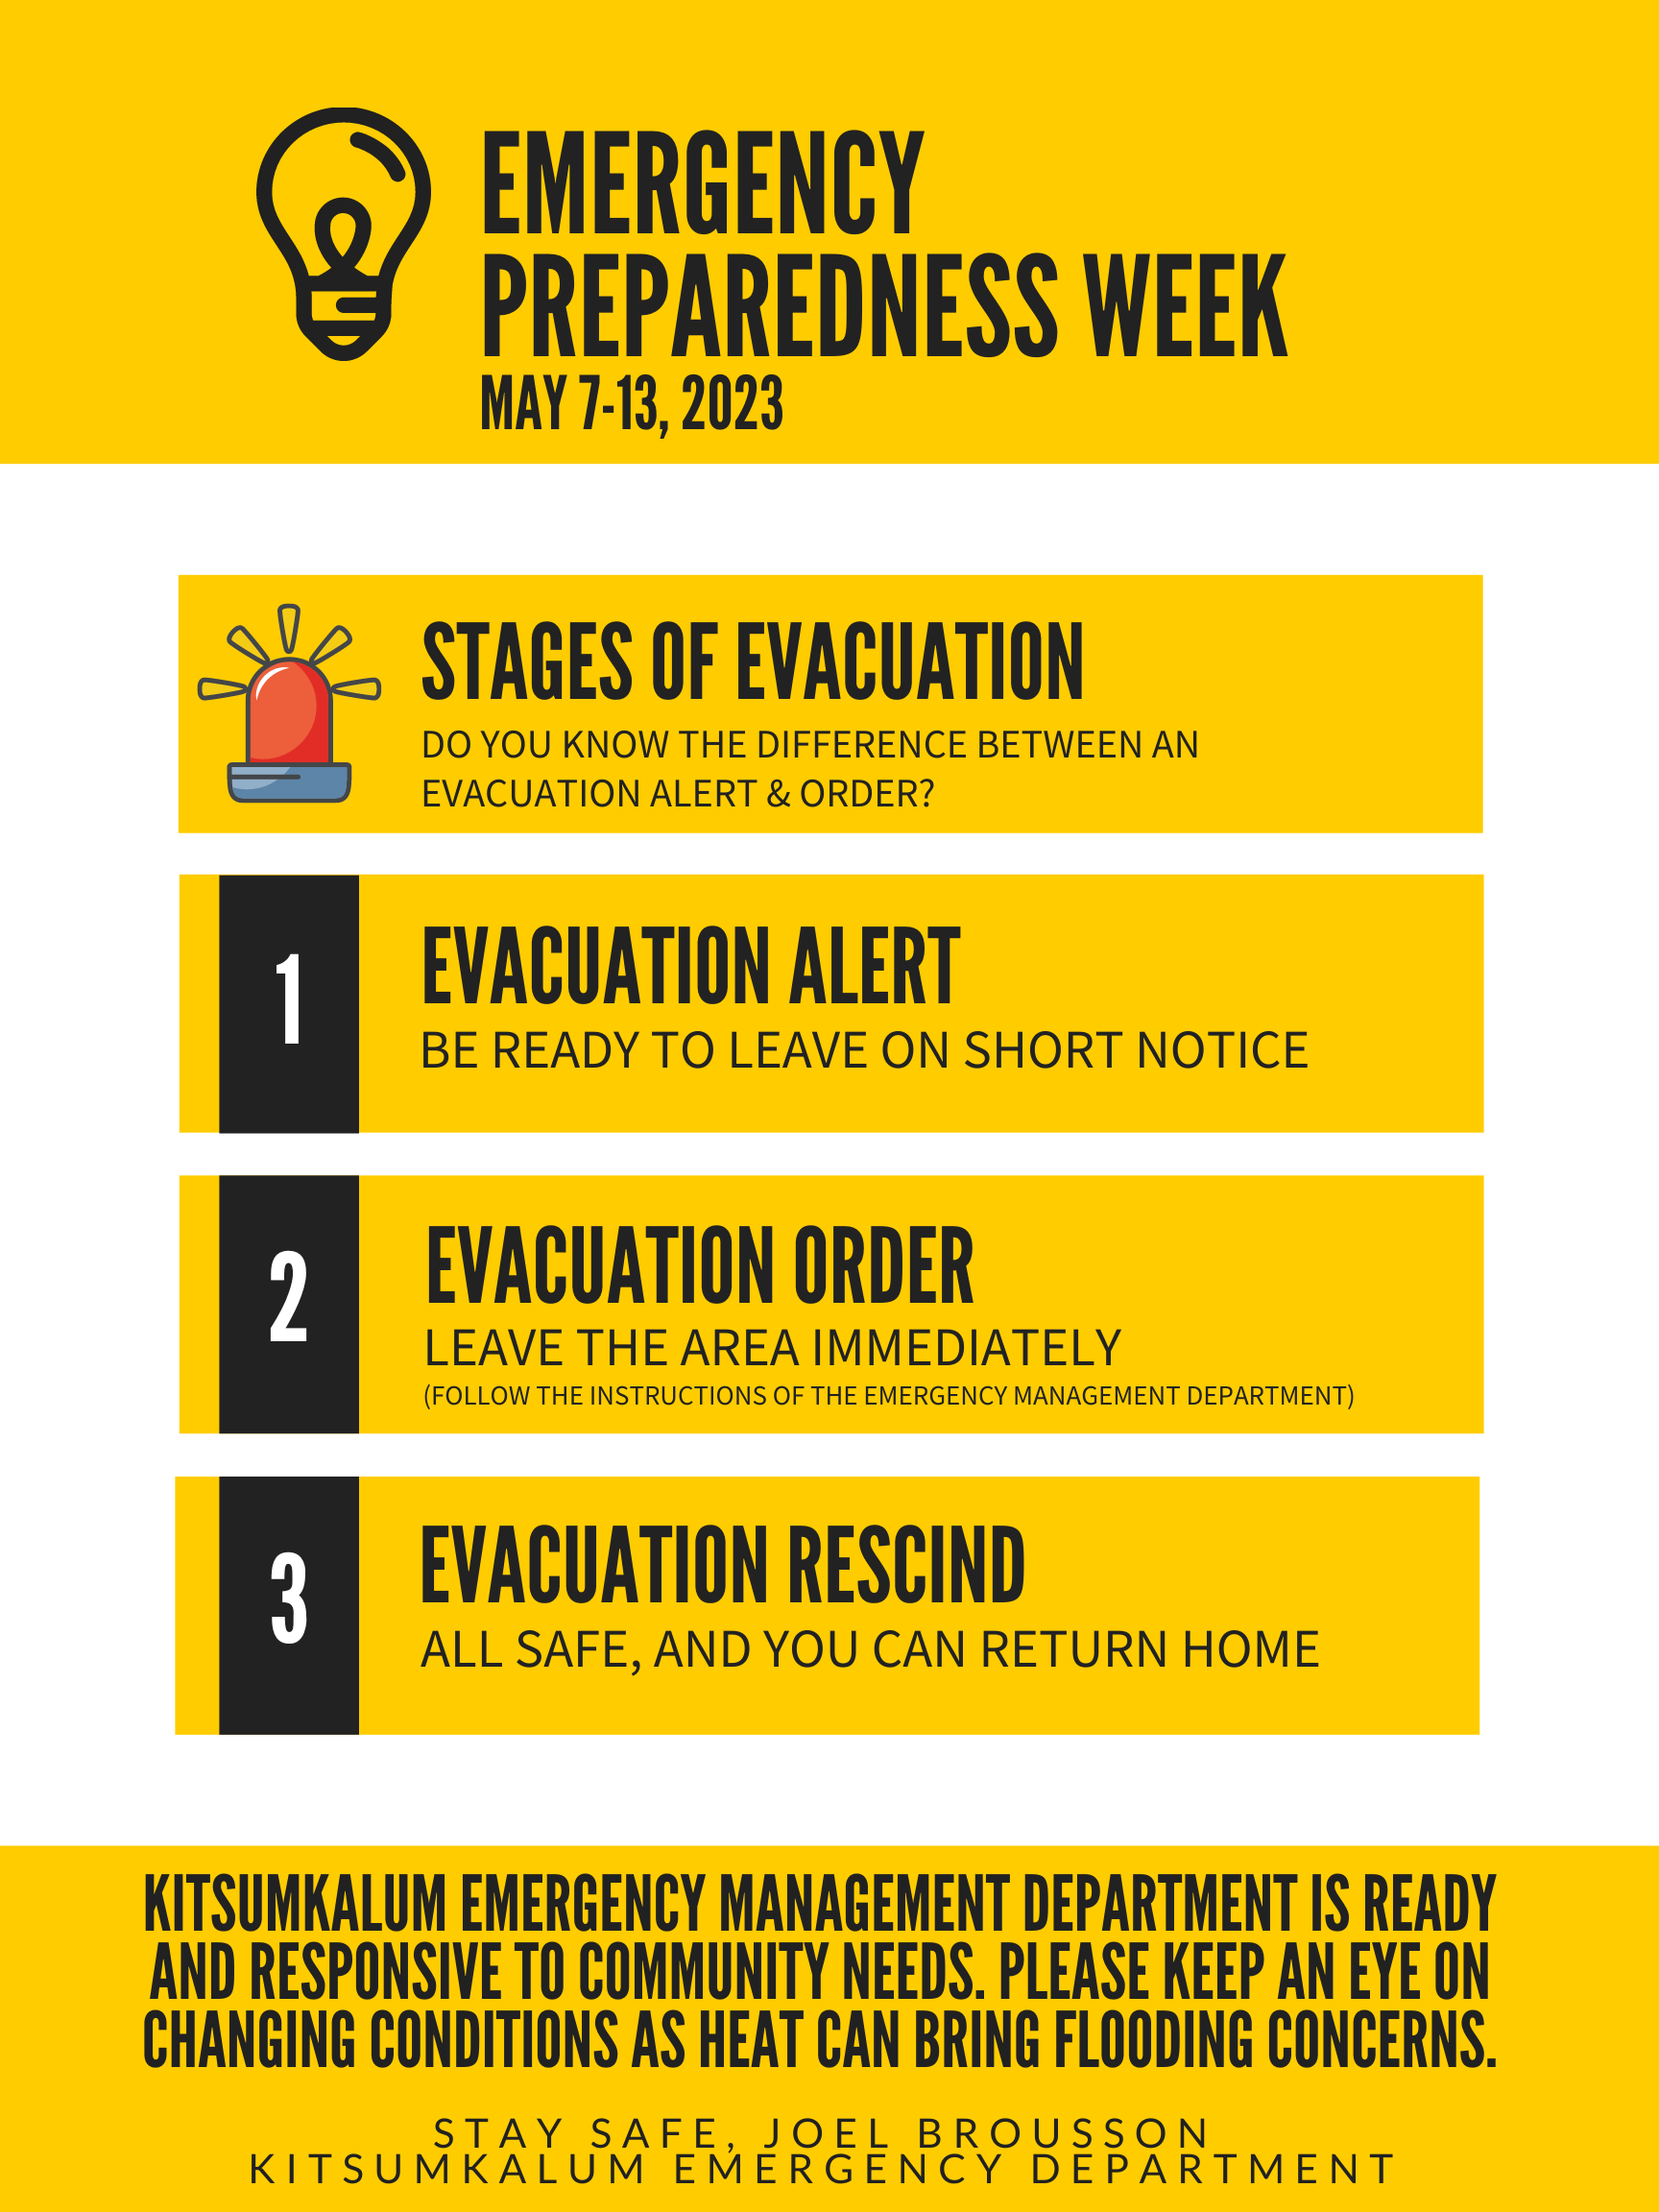 EMERGENCY
PREPAREDNESS WEEK
MAY 7-13, 2023
STAGES OF EVACUATION
DO YOU KNOW THE DIFFERENCE BETWEEN AN
EVACUATION ALERT & ORDER?
1
EVACUATION ALERT
BE READY TO LEAVE ON SHORT NOTICE
2
EVACUATION ORDER
LEAVE THE AREA IMMEDIATELY
(FOLLOW THE INSTRUCTIONS OF THE EMERGENCY MANAGEMENT DEPARTMENT)
3
EVACUATION RESCIND
ALL SAFE, AND YOU CAN RETURN HOME
KITSUMKALUM EMERGENCY MANAGEMENT DEPARTMENT IS READY
AND RESPONSIVE TO COMMUNITY NEEDS. PLEASE KEEP AN EYE ON
CHANGING CONDITIONS AS HEAT CAN BRING FLOODING CONCERNS.
STAY SAFE, JOEL BROUSSON
KITSUMKALUM EMERGENCY DEPARTMENT